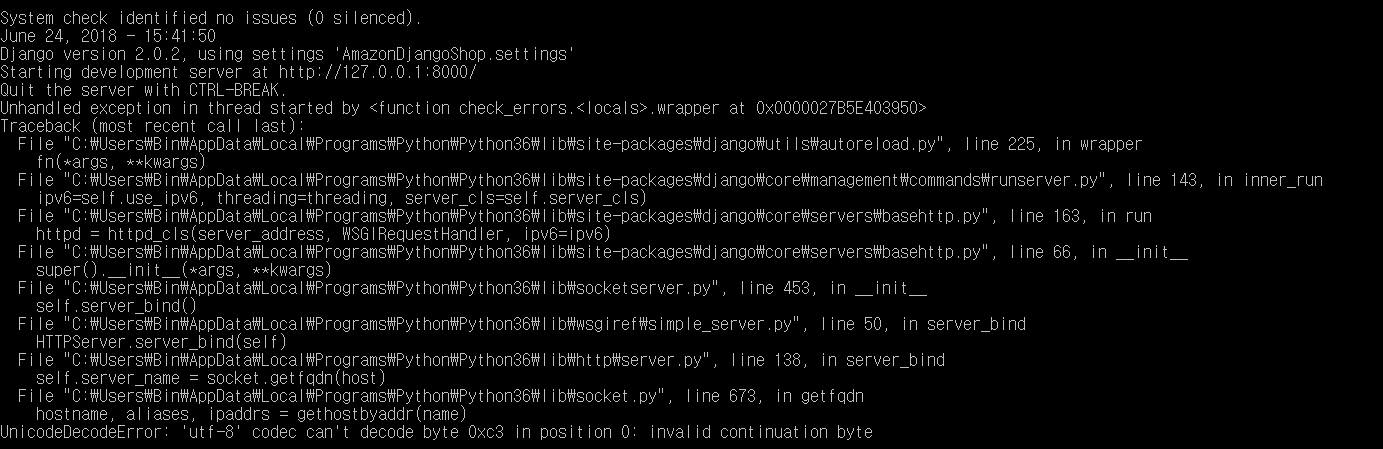 System check identified no issues (0 silenced).
June 24, 2018 - 15:41:50
Django version 2.0.2, using settings 'AmazonDjangoShop.settings'
Starting development server at http://127.0.0.1:8000/
Quit the server with CTRL-BREAK.
Unhandled exception in thread started by <function check_errors.<locals>.wrapper at 0x0000027B5E403950>
Traceback (most recent call last):
  File "C:₩Users₩Bin₩AppData₩Local₩Programs₩Python₩Python36₩lib₩site-packages₩django₩utils₩autoreload.py", line 225, in wrapper
    fn(*args, **kwargs)
  File "C:₩Users₩Bin₩AppData₩Local₩Programs₩Python₩Python36₩lib₩site-packages₩django₩core₩management₩commands₩runserver.py", line 143, in inner_run
    ipv6=self.use_ipv6, threading=threading, server_cls=self.server_cls)
  File "C:₩Users₩Bin₩AppData₩Local₩Programs₩Python₩Python36₩lib₩site-packages₩django₩core₩servers₩basehttp.py", line 163, in run
    httpd = httpd_cls(server_address, WSGIRequestHandler, ipv6=ipv6)
  File "C:₩Users₩Bin₩AppData₩Local₩Programs₩Python₩Python36₩lib₩site-packages₩django₩core₩servers₩basehttp.py", line 66, in __init__
    super().__init__(*args, **kwargs)
  File "C:₩Users₩Bin₩AppData₩Local₩Programs₩Python₩Python36₩lib₩socketserver.py", line 453, in __init__
    self.server_bind()
  File "C:₩Users₩Bin₩AppData₩Local₩Programs₩Python₩Python36₩lib₩wsgiref₩simple_server.py", line 50, in server_bind
    HTTPServer.server_bind(self)
  File "C:₩Users₩Bin₩AppData₩Local₩Programs₩Python₩Python36₩lib₩http₩server.py", line 138, in server_bind
    self.server_name = socket.getfqdn(host)
  File "C:₩Users₩Bin₩AppData₩Local₩Programs₩Python₩Python36₩lib₩socket.py", line 673, in getfqdn
    hostname, aliases, ipaddrs = gethostbyaddr(name)
UnicodeDecodeError: 'utf-8' codec can't decode byte 0xc3 in position 0: invalid continuation byte